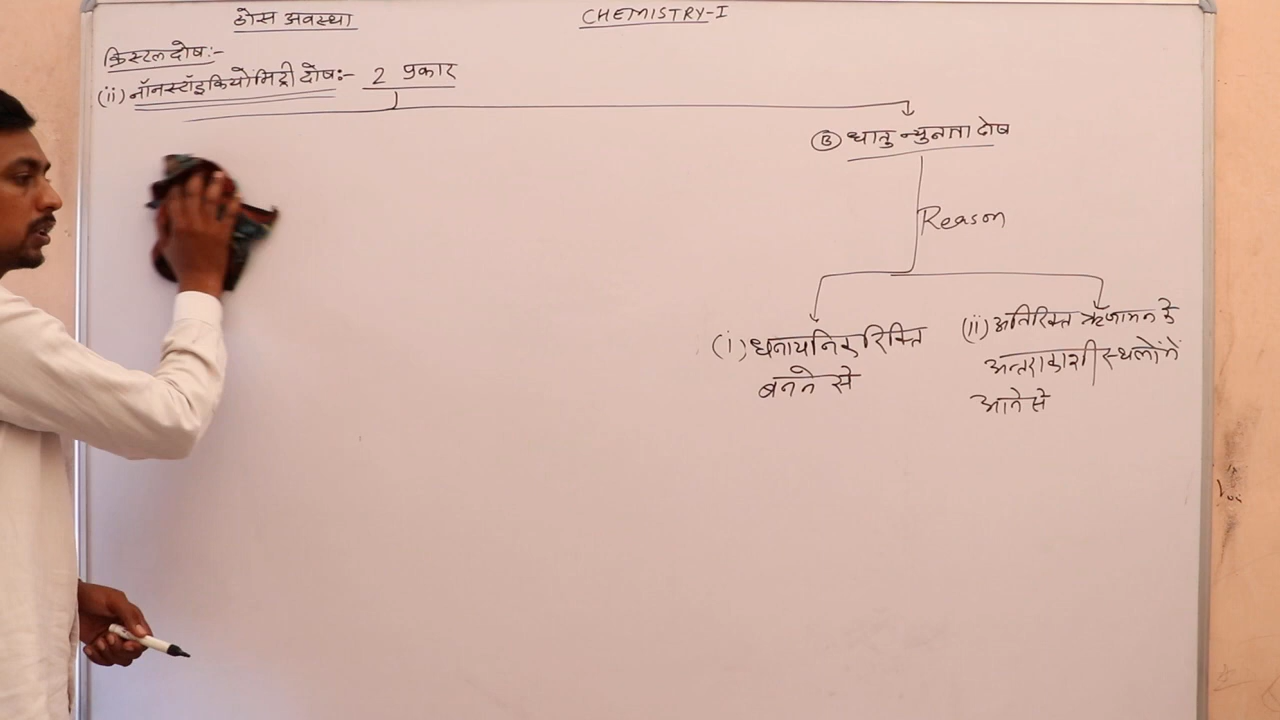 ठोस अवस्था
CHEMISTRY-I
क्रिस्टल दोष:-
(ii) नॉनस्टॉइकियोमिट्री दोष:- 2 प्रकार
Ⓑ धातु न्युनता दोष
Reason
(i) धनायनिक रिक्ति
बनने से
(ii) अतिरिक्त ऋणायन के
अन्तराकाशी स्थलों में
आने से